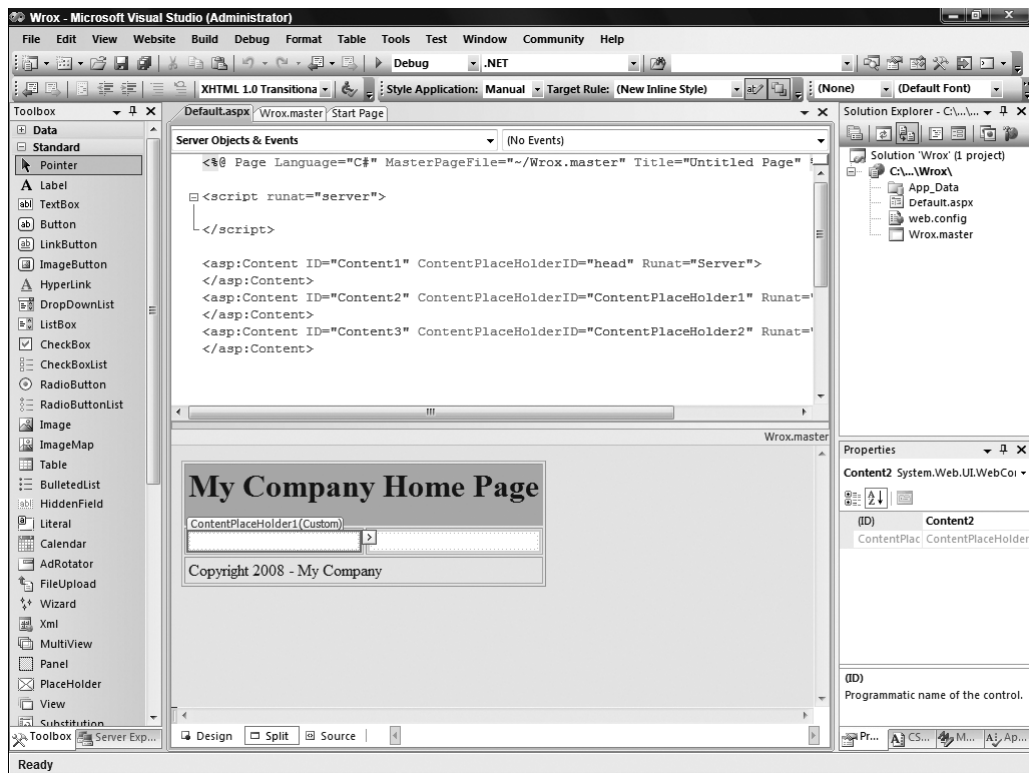 Wrox - Microsoft Visual Studio (Administrator)
File Edit View Website Build Debug Format Table Tools Test Window Community Help
Debug .NET
XHTML 1.0 Transitiona Style Application: Manual Target Rule: (New Inline Style) (None) (Default Font)
Toolbox
Data
Standard
Pointer
Label
TextBox
Button
LinkButton
ImageButton
HyperLink
DropDownList
ListBox
CheckBox
CheckBoxList
RadioButton
RadioButtonList
Image
ImageMap
Table
BulletedList
HiddenField
Literal
Calendar
AdRotator
FileUpload
Wizard
Xml
MultiView
Panel
PlaceHolder
View
Substitution
Toolbox Server Exp...
Default.aspx Wrox.master Start Page
Server Objects & Events (No Events)
<%@ Page Language="C#" MasterPageFile="~/Wrox.master" Title="Untitled Page"
<script runat="server">
</script>
<asp:Content ID="Content1" ContentPlaceHolderID="head" Runat="Server">
</asp:Content>
<asp:Content ID="Content2" ContentPlaceHolderID="ContentPlaceHolder1" Runat="
</asp:Content>
<asp:Content ID="Content3" ContentPlaceHolderID="ContentPlaceHolder2" Runat="
</asp:Content>
Wrox.master
My Company Home Page
ContentPlaceHolder1(Custom)
Copyright 2008 - My Company
Design Split Source
Solution Explorer - C:\...\...
Solution 'Wrox' (1 project)
C:\...\Wrox\
App_Data
Default.aspx
web.config
Wrox.master
Properties
Content2 System.Web.UI.WebCo
(ID) Content2
ContentPlac ContentPlaceHolder
(ID)
Programmatic name of the control.
Pr... CS... M... Ap...
Ready